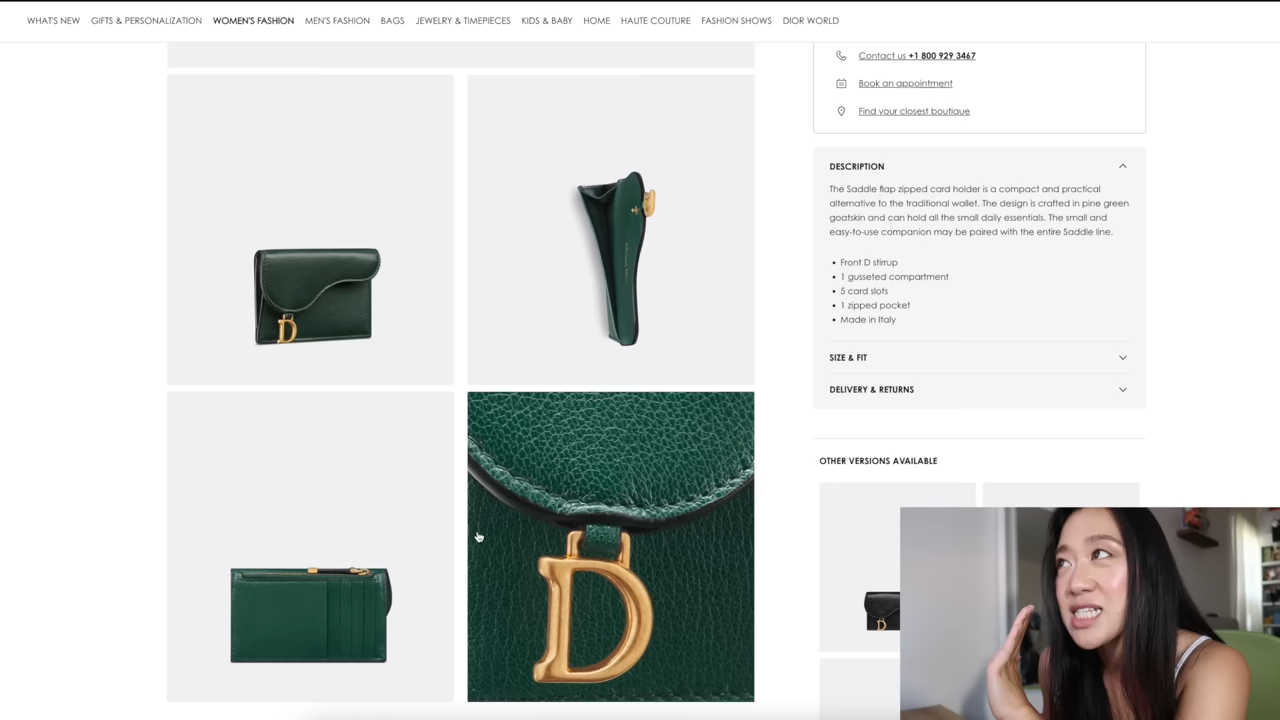 WHAT'S NEW GIFTS & PERSONALIZATION WOMEN'S FASHION MEN'S FASHION BAGS JEWELRY & TIMEPIECES KIDS & BABY HOME HAUTE COUTURE FASHION SHOWS DIOR WORLD
Contact us +1 800 929 3467
Book an appointment
Find your closest boutique
DESCRIPTION
The Saddle flap zipped card holder is a compact and practical
alternative to the traditional wallet. The design is crafted in pine green
goatskin and can hold all the small daily essentials. The small and
easy-to-use companion may be paired with the entire Saddle line.
• Front D stirrup
• 1 gusseted compartment
• 5 card slots
• 1 zipped pocket
• Made in Italy
SIZE & FIT
DELIVERY & RETURNS
OTHER VERSIONS AVAILABLE
D
D
D